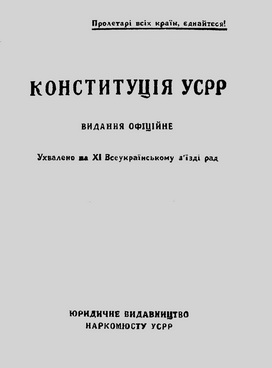 Пролетарі всіх країн, єднайтеся!
КОНСТИТУЦІЯ УСРР
ВИДАННЯ ОФІЦІЙНЕ
Ухвалено на XI Всеукраїнському з'їзді рад
ЮРИДИЧНЕ ВИДАВНИЦТВО
НАРКОМЮСТУ УСРР